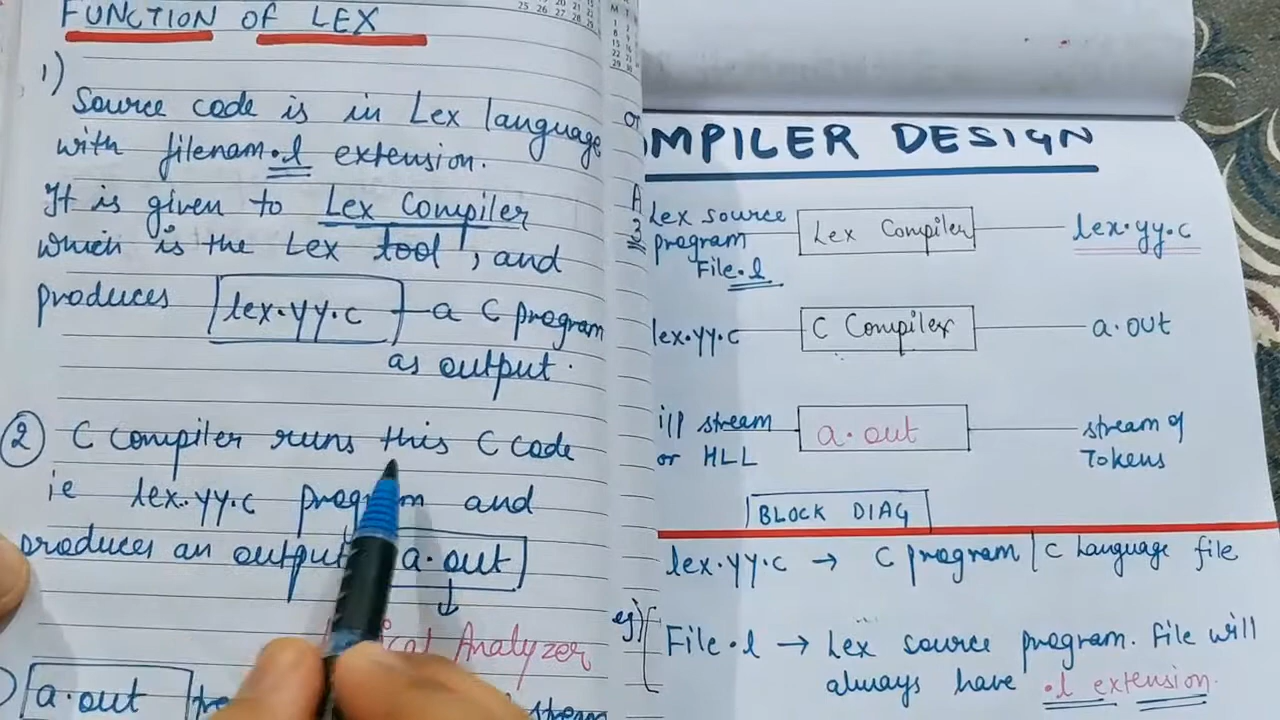 FUNCTION OF LEX
1)
Source code is in Lex language
with filenam.l extension.
It is given to Lex Compiler
which is the Lex tool, and
produces lex.yy.c - a C program
as output.
2 C Compiler runs this C code
ie lex.yy.c program and
produces an output a.out
Analyzer
a.out
stream
MPILER DESIGN
Lex source
program
File.l
Lex Compiler
lex.yy.c
lex.yy.c
C Compiler
a.out
i/p stream
or HLL
a.out
stream of
Tokens
BLOCK DIAG
lex.yy.c → C program | C Language file
eg) File.l → Lex source program. File will
always have .l extension.